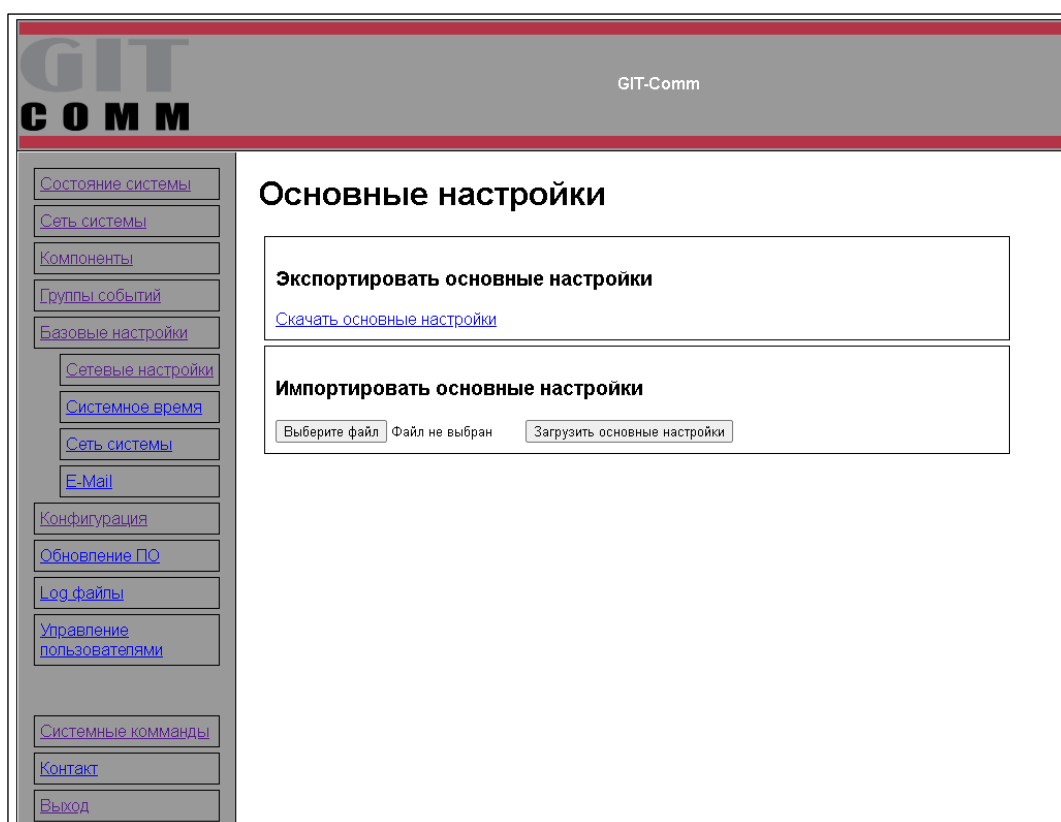 GIT
COMM
GIT-Comm
Состояние системы
Сеть системы
Компоненты
Группы событий
Базовые настройки
Сетевые настройки
Системное время
Сеть системы
E-Mail
Конфигурация
Обновление ПО
Log файлы
Управление
пользователями
Системные комманды
Контакт
Выход
Основные настройки
Экспортировать основные настройки
Скачать основные настройки
Импортировать основные настройки
Выберите файл Файл не выбран Загрузить основные настройки